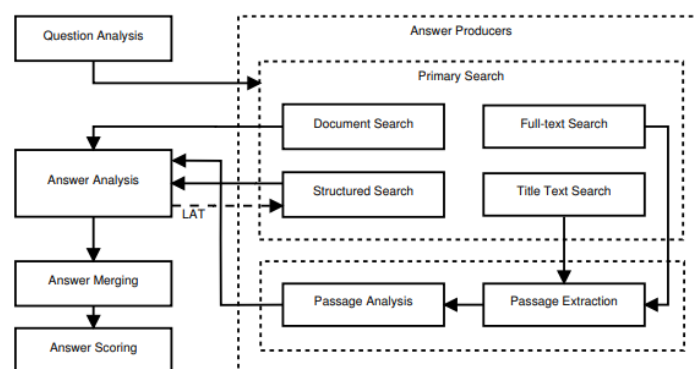 Question Analysis
Answer Producers
Primary Search
Document Search
Full-text Search
Answer Analysis
Structured Search
Title Text Search
LAT
Answer Merging
Passage Analysis
Passage Extraction
Answer Scoring